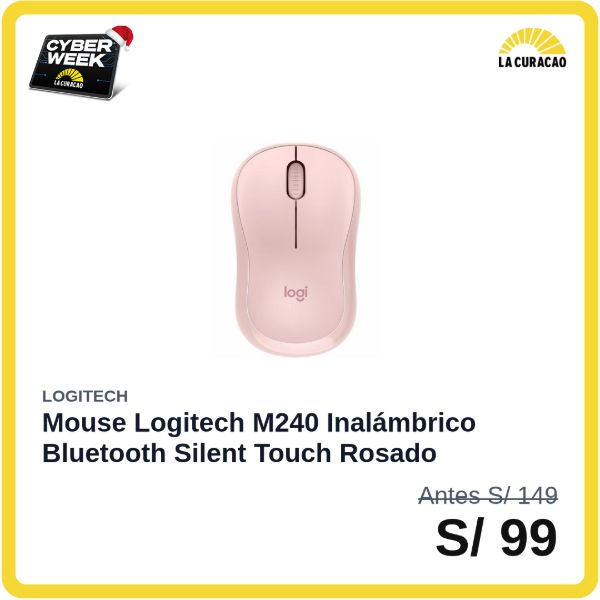 CYBER
WEEK
LA CURACAO
LA CURACAO
logi
LOGITECH
Mouse Logitech M240 Inalámbrico
Bluetooth Silent Touch Rosado
Antes S/ 149
S/ 99